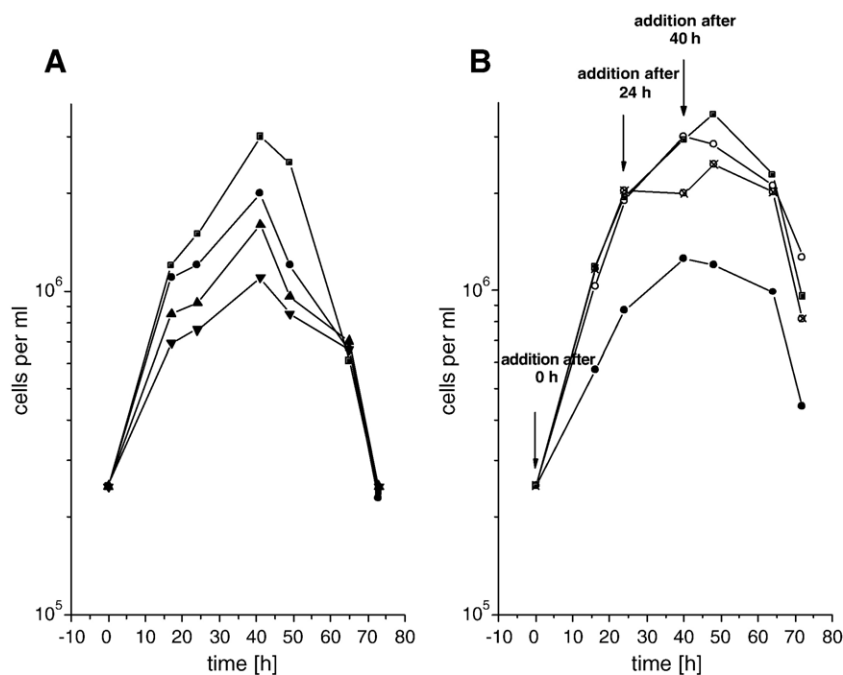 addition after
40 h
A
B
addition after
24 h
10⁶
cells per ml
10⁵
-10 0 10 20 30 40 50 60 70 80
time [h]
10⁶
cells per ml
addition after
0 h
10⁵
-10 0 10 20 30 40 50 60 70 80
time [h]